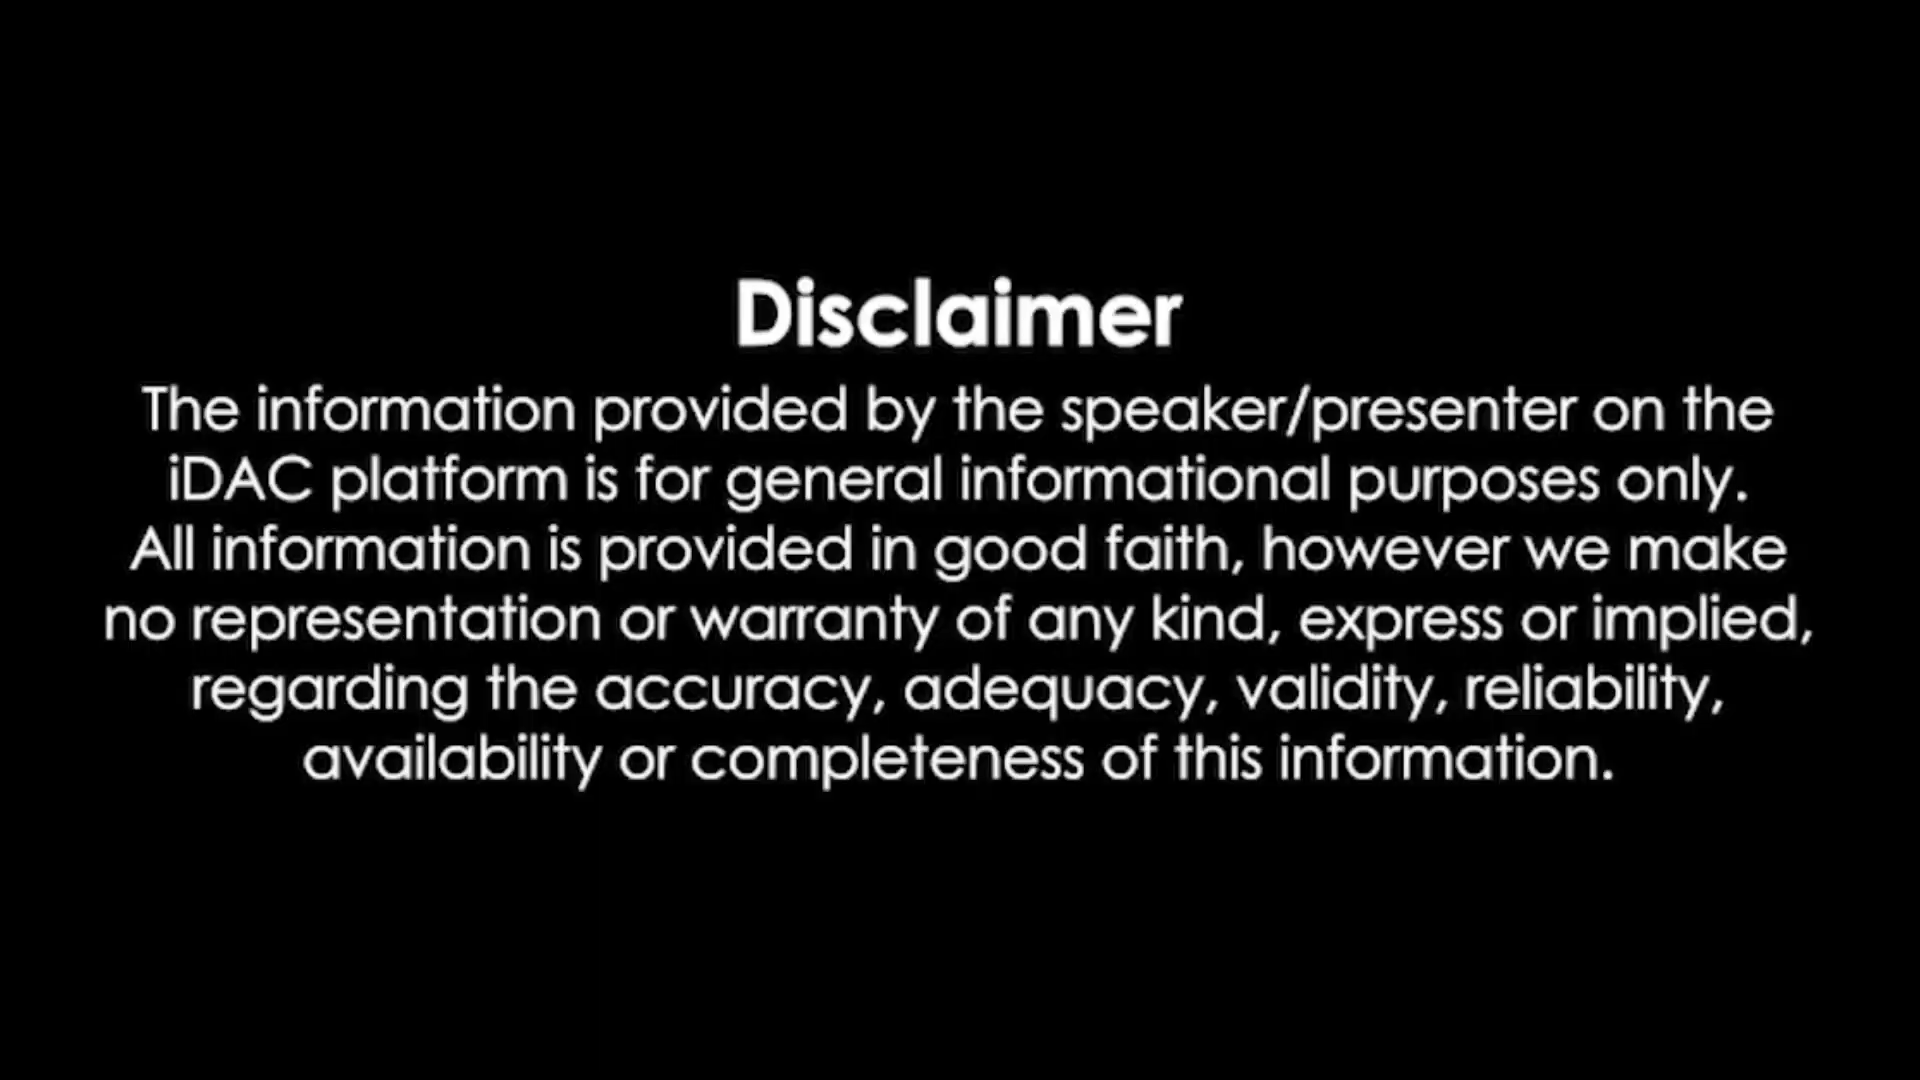 Disclaimer
The information provided by the speaker/presenter on the
iDAC platform is for general informational purposes only.
All information is provided in good faith, however we make
no representation or warranty of any kind, express or implied,
regarding the accuracy, adequacy, validity, reliability,
availability or completeness of this information.